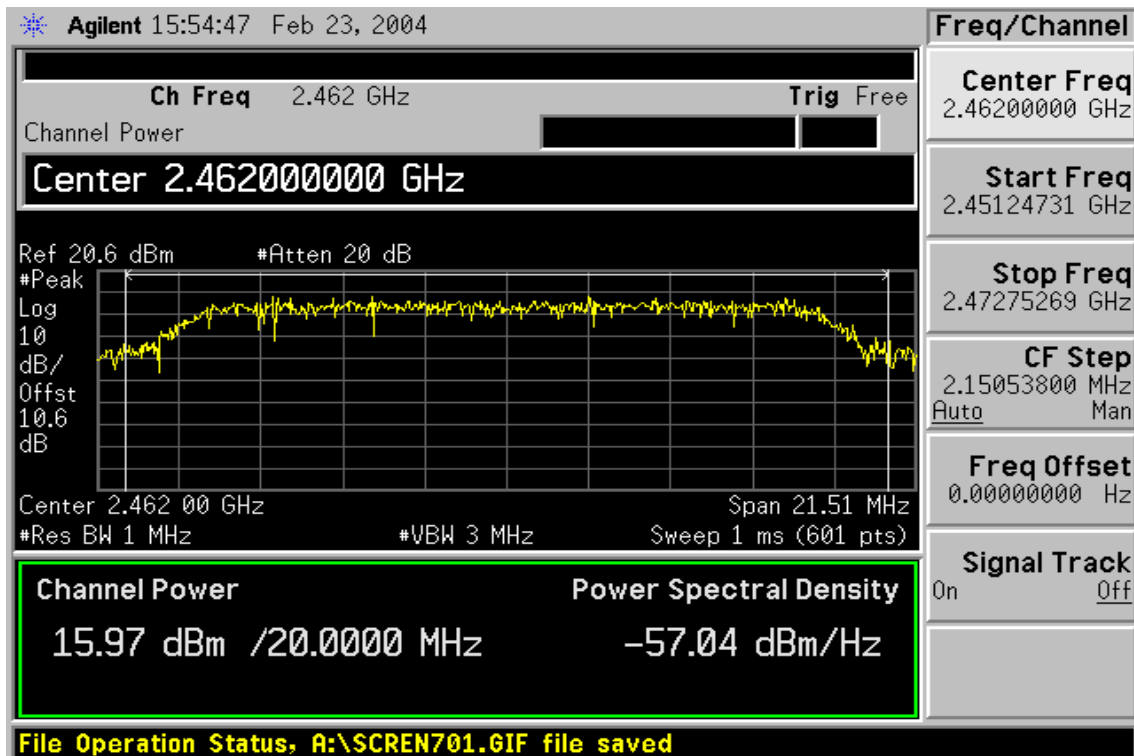 Agilent 15:54:47 Feb 23, 2004
Ch Freq 2.462 GHz Trig Free
Channel Power
Center 2.462000000 GHz
Ref 20.6 dBm #Atten 20 dB
#Peak
Log
10
dB/
Offst
10.6
dB
Center 2.462 00 GHz Span 21.51 MHz
#Res BW 1 MHz #VBW 3 MHz Sweep 1 ms (601 pts)
Channel Power Power Spectral Density
15.97 dBm /20.0000 MHz -57.04 dBm/Hz
File Operation Status, A:\SCREN701.GIF file saved
Freq/Channel
Center Freq
2.46200000 GHz
Start Freq
2.45124731 GHz
Stop Freq
2.47275269 GHz
CF Step
2.15053800 MHz
Auto Man
Freq Offset
0.00000000 Hz
Signal Track
On Off